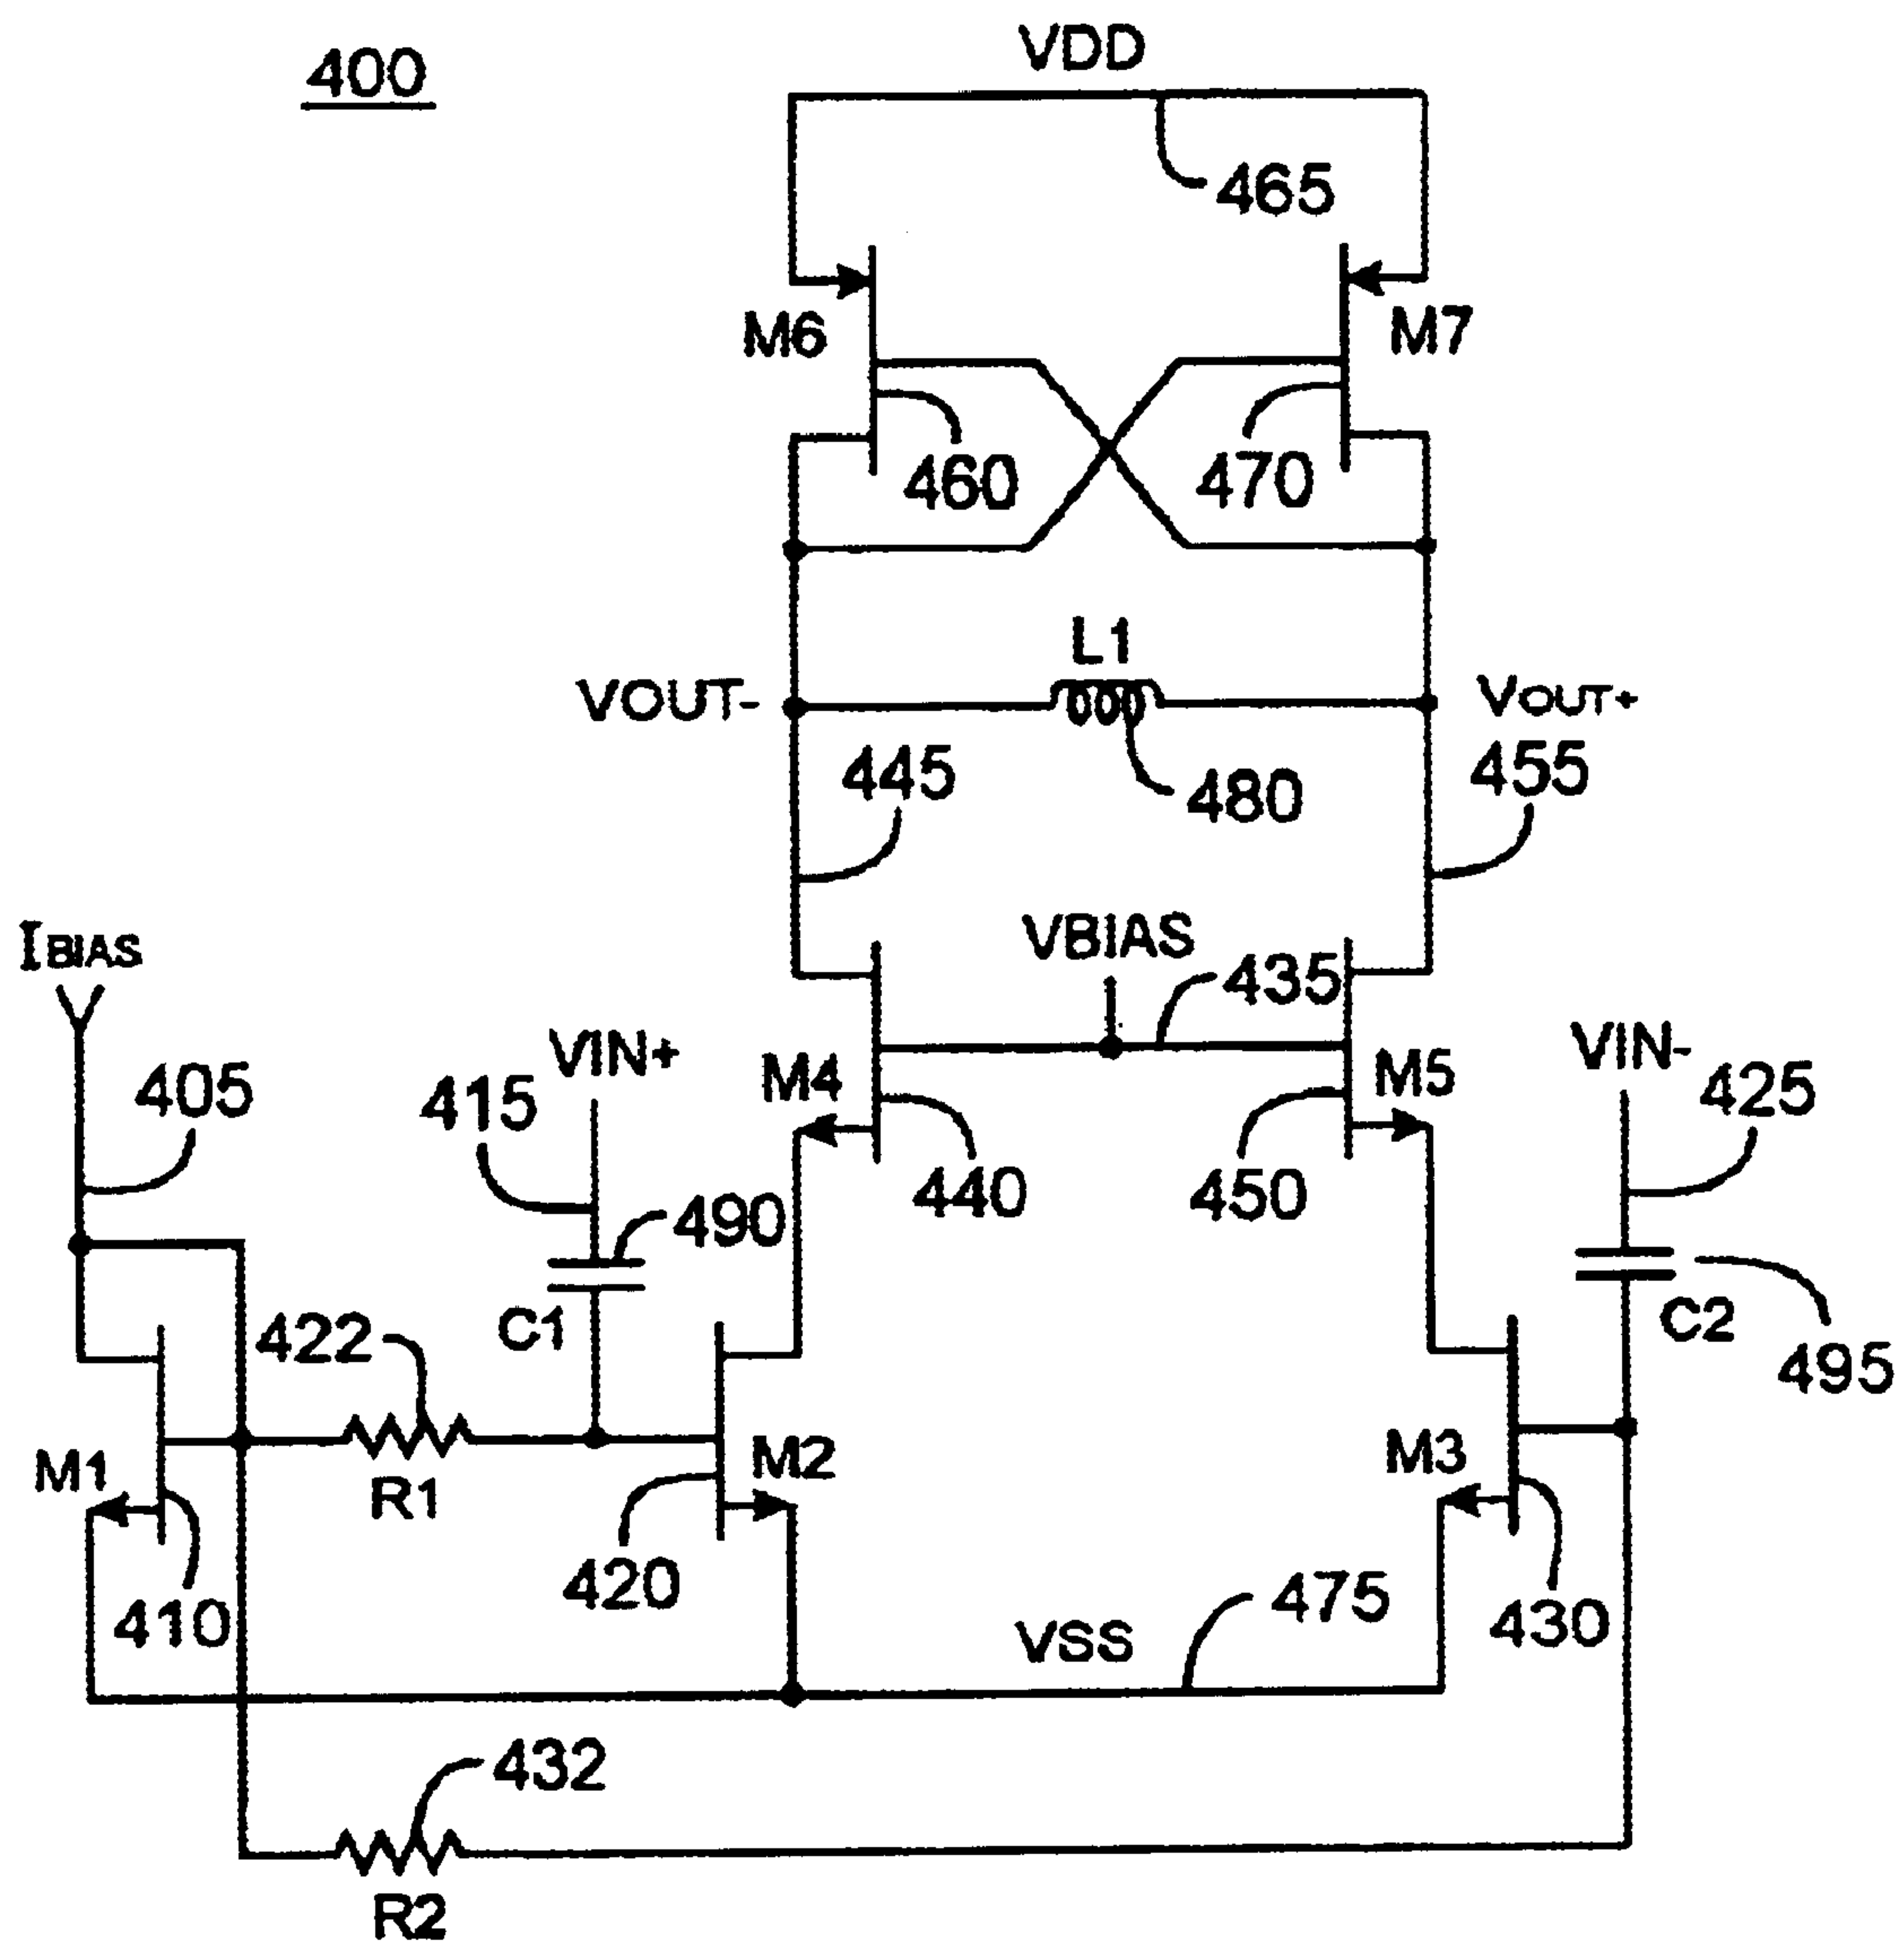 400
VDD
465
M6
M7
460
470
L1
VOUT-
VOUT+
445
480
455
IBIAS
VBIAS
435
VIN+
VIN-
405
415
M4
M5
425
490
440
450
422
C1
C2
495
M1
R1
M2
M3
410
420
VSS
475
430
432
R2